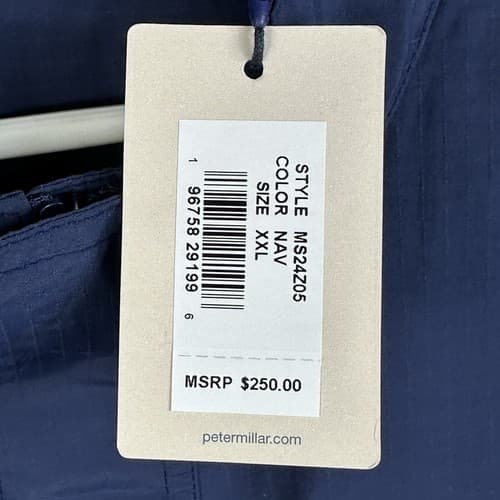 STYLE MS24Z05
COLOR NAV
SIZE XXL
1 96758 29199 6
MSRP $250.00
petermillar.com